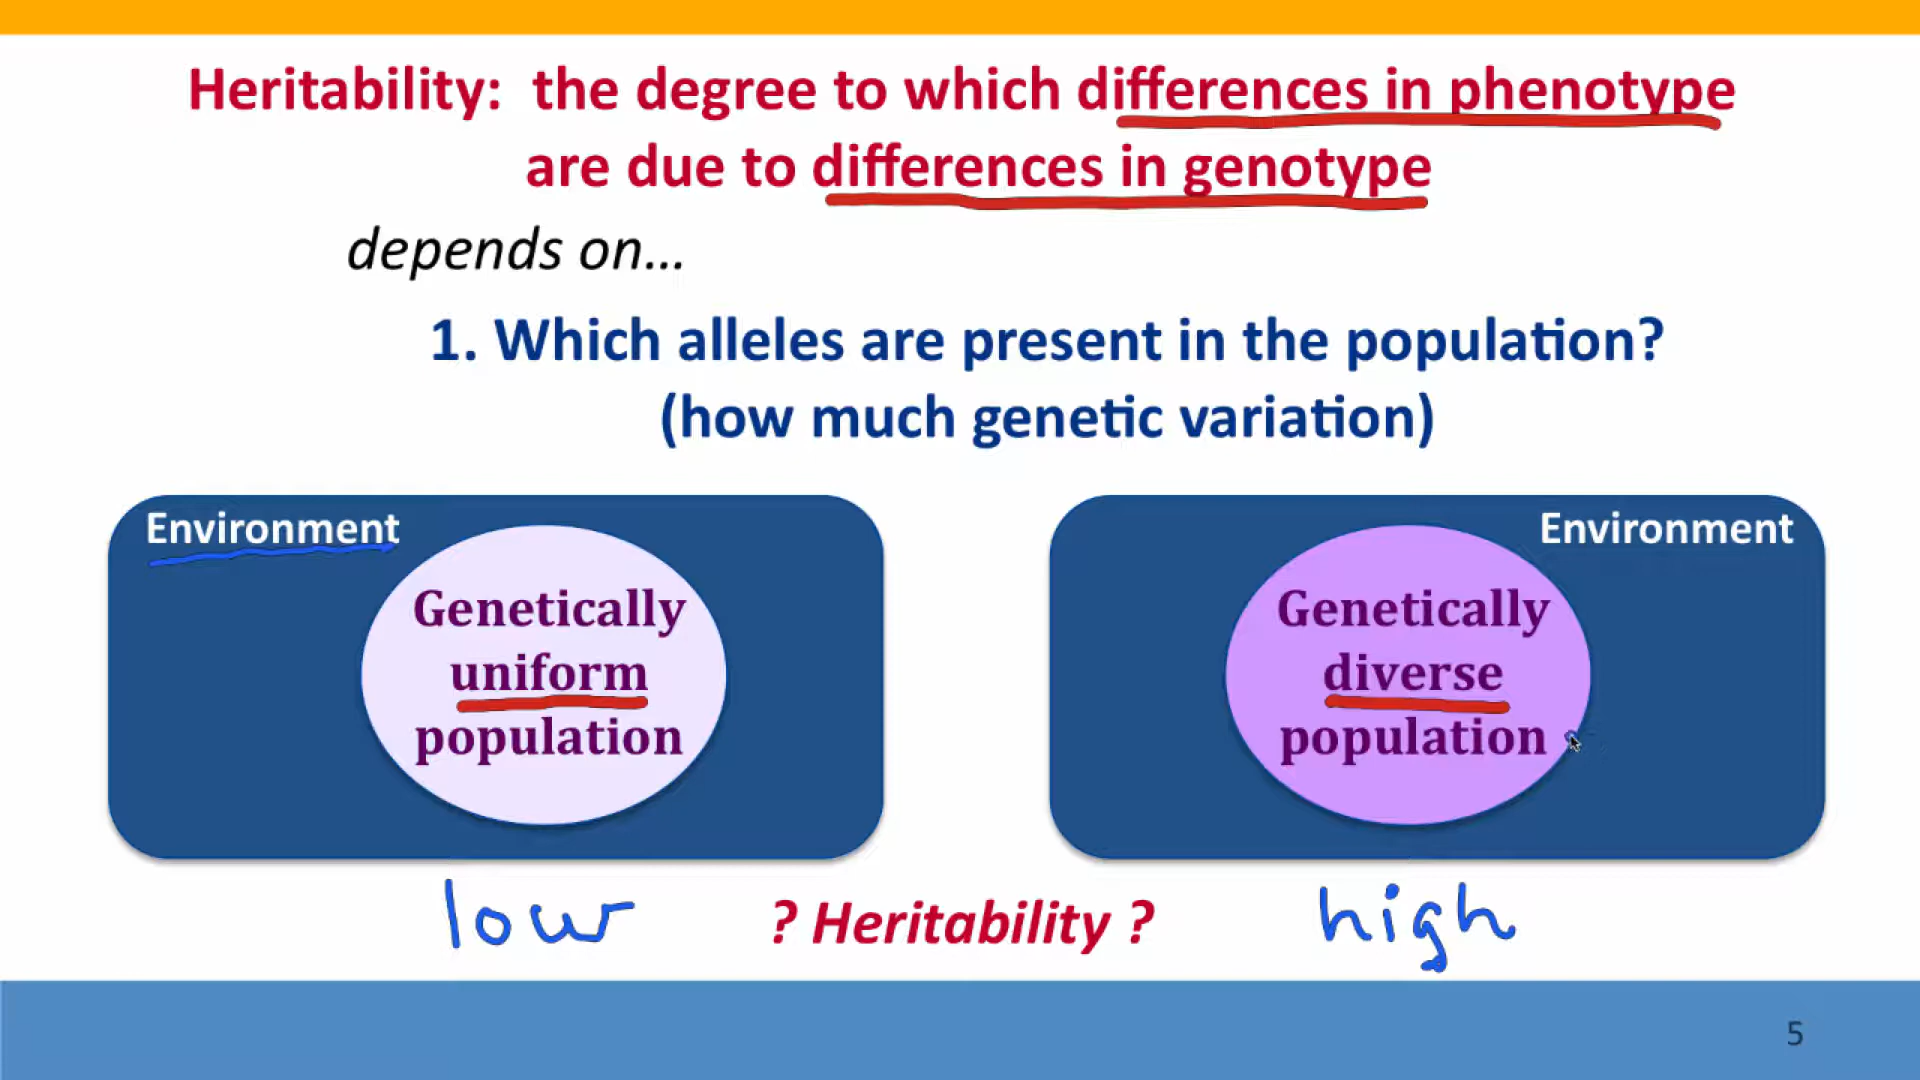 Heritability: the degree to which differences in phenotype
are due to differences in genotype
depends on...
1. Which alleles are present in the population?
(how much genetic variation)
Environment
Genetically
uniform
population
Environment
Genetically
diverse
population
low ? Heritability ? high
5